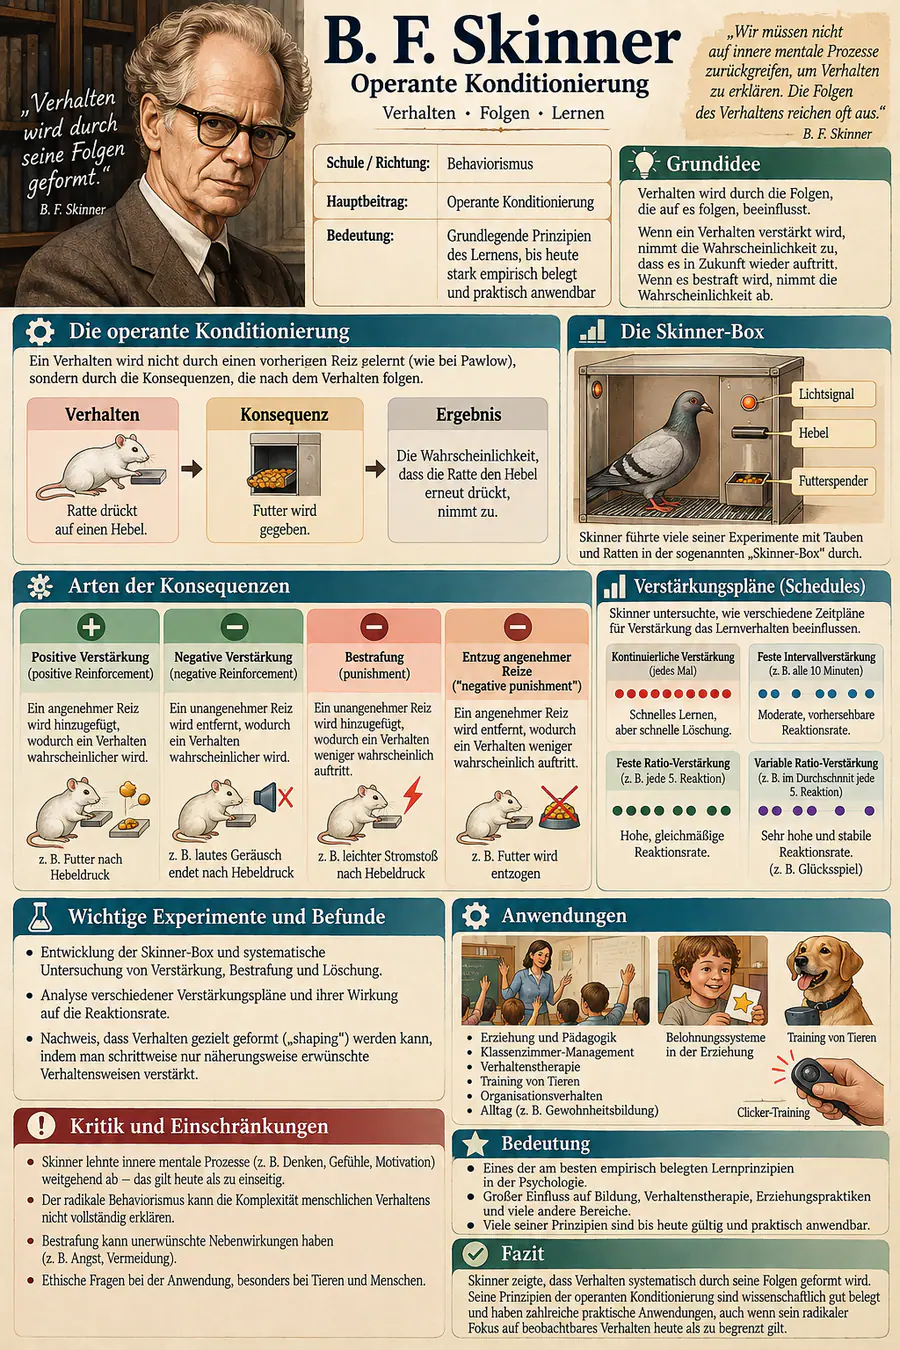 „Verhalten
wird durch
seine Folgen
geformt.“
B. F. Skinner
B. F. Skinner
Operante Konditionierung
Verhalten • Folgen • Lernen
„Wir müssen nicht
auf innere mentale Prozesse
zurückgreifen, um Verhalten
zu erklären. Die Folgen
des Verhaltens reichen oft aus.“
B. F. Skinner
Schule / Richtung: Behaviorismus
Hauptbeitrag: Operante Konditionierung
Bedeutung: Grundlegende Prinzipien
des Lernens, bis heute
stark empirisch belegt
und praktisch anwendbar
Grundidee
Verhalten wird durch die Folgen,
die auf es folgen, beeinflusst.
Wenn ein Verhalten verstärkt wird,
nimmt die Wahrscheinlichkeit zu,
dass es in Zukunft wieder auftritt.
Wenn es bestraft wird, nimmt die
Wahrscheinlichkeit ab.
Die operante Konditionierung
Ein Verhalten wird nicht durch einen vorherigen Reiz gelernt (wie bei Pawlow),
sondern durch die Konsequenzen, die nach dem Verhalten folgen.
Verhalten
Ratte drückt
auf einen Hebel.
Konsequenz
Futter wird
gegeben.
Ergebnis
Die Wahrscheinlichkeit,
dass die Ratte den Hebel
erneut drückt,
nimmt zu.
Die Skinner-Box
Lichtsignal
Hebel
Futterspender
Skinner führte viele seiner Experimente mit Tauben
und Ratten in der sogenannten „Skinner-Box" durch.
Arten der Konsequenzen
Positive Verstärkung
(positive Reinforcement)
Ein angenehmer Reiz
wird hinzugefügt,
wodurch ein Verhalten
wahrscheinlicher wird.
z. B. Futter nach
Hebeldruck
Negative Verstärkung
(negative Reinforcement)
Ein unangenehmer Reiz
wird entfernt, wodurch
ein Verhalten
wahrscheinlicher wird.
z. B. lautes Geräusch
endet nach Hebeldruck
Bestrafung
(punishment)
Ein unangenehmer Reiz
wird hinzugefügt,
wodurch ein Verhalten
weniger wahrscheinlich
auftritt.
z. B. leichter Stromstoß
nach Hebeldruck
Entzug angenehmer
Reize
("negative punishment")
Ein angenehmer Reiz
wird entfernt, wodurch
ein Verhalten weniger
wahrscheinlich auftritt.
z. B. Futter wird
entzogen
Verstärkungspläne (Schedules)
Skinner untersuchte, wie verschiedene Zeitpläne
für Verstärkung das Lernverhalten beeinflussen.
Kontinuierliche Verstärkung
(jedes Mal)
Schnelles Lernen,
aber schnelle Löschung.
Feste Intervallverstärkung
(z. B. alle 10 Minuten)
Moderate, vorhersehbare
Reaktionsrate.
Feste Ratio-Verstärkung
(z. B. jede 5. Reaktion)
Hohe, gleichmäßige
Reaktionsrate.
Variable Ratio-Verstärkung
(z. B. im Durchschnnit jede
5. Reaktion)
Sehr hohe und stabile
Reaktionsrate.
(z. B. Glücksspiel)
Wichtige Experimente und Befunde
• Entwicklung der Skinner-Box und systematische
Untersuchung von Verstärkung, Bestrafung und Löschung.
• Analyse verschiedener Verstärkungspläne und ihrer Wirkung
auf die Reaktionsrate.
• Nachweis, dass Verhalten gezielt geformt („shaping") werden kann,
indem man schrittweise nur näherungsweise erwünschte
Verhaltensweisen verstärkt.
Anwendungen
• Erziehung und Pädagogik
• Klassenzimmer-Management
• Verhaltenstherapie
• Training von Tieren
• Organisationsverhalten
• Alltag (z. B. Gewohnheitsbildung)
Belohnungssysteme
in der Erziehung
Training von Tieren
Clicker-Training
Kritik und Einschränkungen
• Skinner lehnte innere mentale Prozesse (z. B. Denken, Gefühle, Motivation)
weitgehend ab – das gilt heute als zu einseitig.
• Der radikale Behaviorismus kann die Komplexität menschlichen Verhaltens
nicht vollständig erklären.
• Bestrafung kann unerwünschte Nebenwirkungen haben
(z. B. Angst, Vermeidung).
• Ethische Fragen bei der Anwendung, besonders bei Tieren und Menschen.
Bedeutung
• Eines der am besten empirisch belegten Lernprinzipien
in der Psychologie.
• Großer Einfluss auf Bildung, Verhaltenstherapie, Erziehungspraktiken
und viele andere Bereiche.
• Viele seiner Prinzipien sind bis heute gültig und praktisch anwendbar.
Fazit
Skinner zeigte, dass Verhalten systematisch durch seine Folgen geformt wird.
Seine Prinzipien der operanten Konditionierung sind wissenschaftlich gut belegt
und haben zahlreiche praktische Anwendungen, auch wenn sein radikaler
Fokus auf beobachtbares Verhalten heute als zu begrenzt gilt.